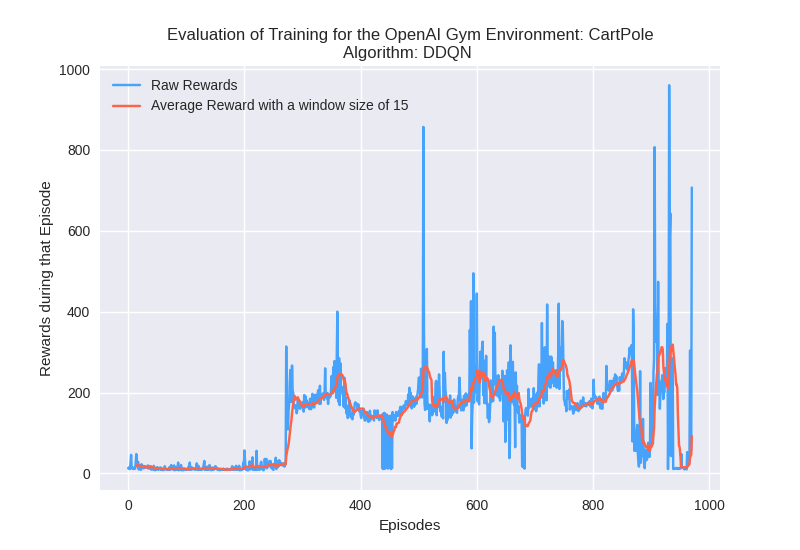 Evaluation of Training for the OpenAI Gym Environment: CartPole
Algorithm: DDQN
Raw Rewards
Average Reward with a window size of 15
Rewards during that Episode
1000
800
600
400
200
0
0 200 400 600 800 1000
Episodes